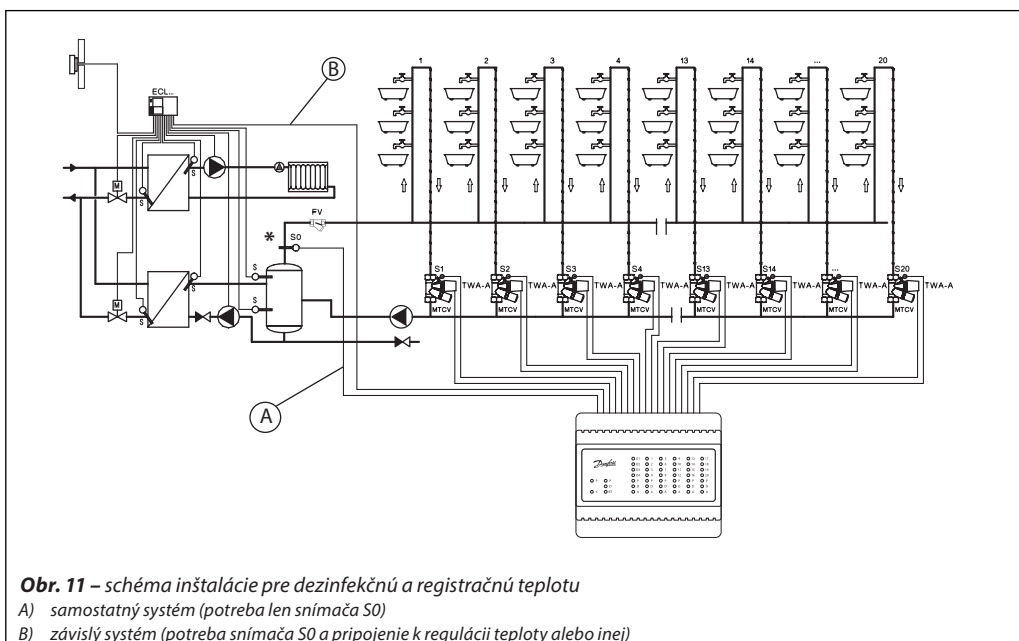 1 2 3 4 13 14 ... 20
B
ECL...
M
S
S
FV
* S0
S
S
M
S
S1 S2 S3 S4 S13 S14 ... S20
TWA-A TWA-A TWA-A TWA-A TWA-A TWA-A TWA-A TWA-A
MTCV MTCV MTCV MTCV MTCV MTCV MTCV MTCV
A
Danfoss
Obr. 11 – schéma inštalácie pre dezinfekčnú a registračnú teplotu
A) samostatný systém (potreba len snímača S0)
B) závislý systém (potreba snímača S0 a pripojenie k regulácii teploty alebo inej)